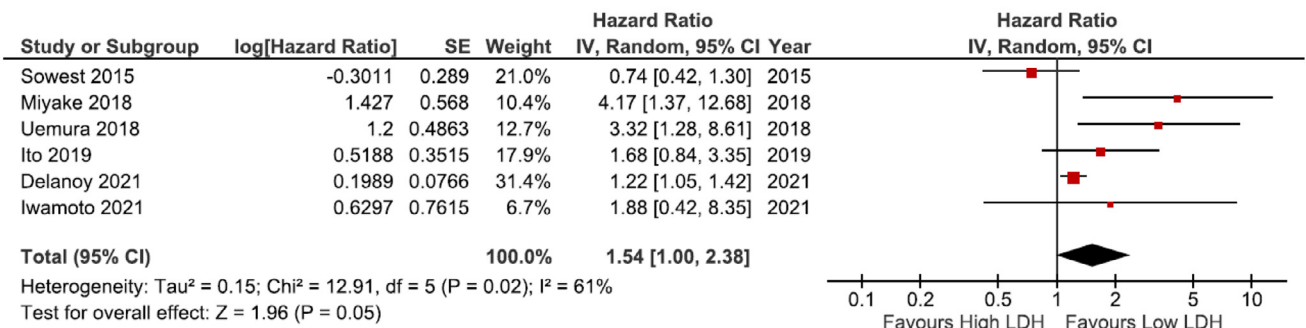 Hazard Ratio Hazard Ratio
Study or Subgroup log[Hazard Ratio] SE Weight IV, Random, 95% CI Year IV, Random, 95% CI
Sowest 2015 -0.3011 0.289 21.0% 0.74 [0.42, 1.30] 2015
Miyake 2018 1.427 0.568 10.4% 4.17 [1.37, 12.68] 2018
Uemura 2018 1.2 0.4863 12.7% 3.32 [1.28, 8.61] 2018
Ito 2019 0.5188 0.3515 17.9% 1.68 [0.84, 3.35] 2019
Delanoy 2021 0.1989 0.0766 31.4% 1.22 [1.05, 1.42] 2021
Iwamoto 2021 0.6297 0.7615 6.7% 1.88 [0.42, 8.35] 2021
Total (95% CI) 100.0% 1.54 [1.00, 2.38]
Heterogeneity: Tau² = 0.15; Chi² = 12.91, df = 5 (P = 0.02); I² = 61%
Test for overall effect: Z = 1.96 (P = 0.05)
0.1 0.2 0.5 1 2 5 10
Favours High LDH Favours Low LDH